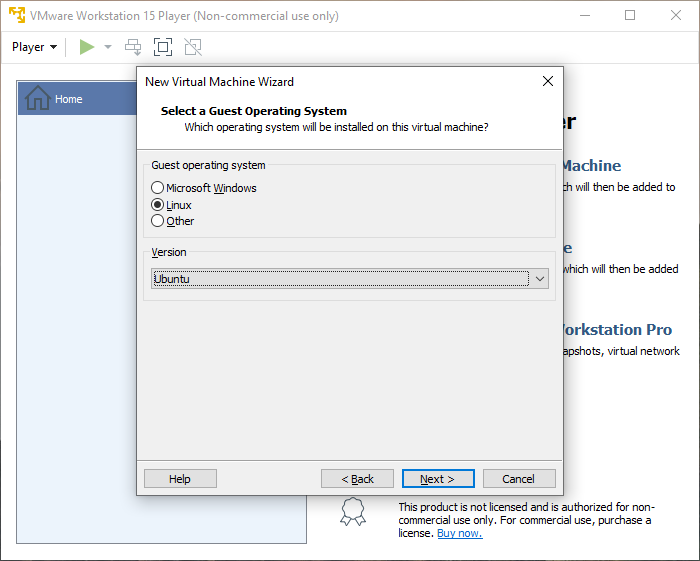 VMware Workstation 15 Player (Non-commercial use only)
Player
Home
New Virtual Machine Wizard
Select a Guest Operating System
Which operating system will be installed on this virtual machine?
Guest operating system
Microsoft Windows
Linux
Other
Version
Ubuntu
Help
< Back
Next >
Cancel
Machine
will then be added to
which will then be added
Workstation Pro
virtual network
This product is not licensed and is authorized for non-
commercial use only. For commercial use, purchase a
license. Buy now.